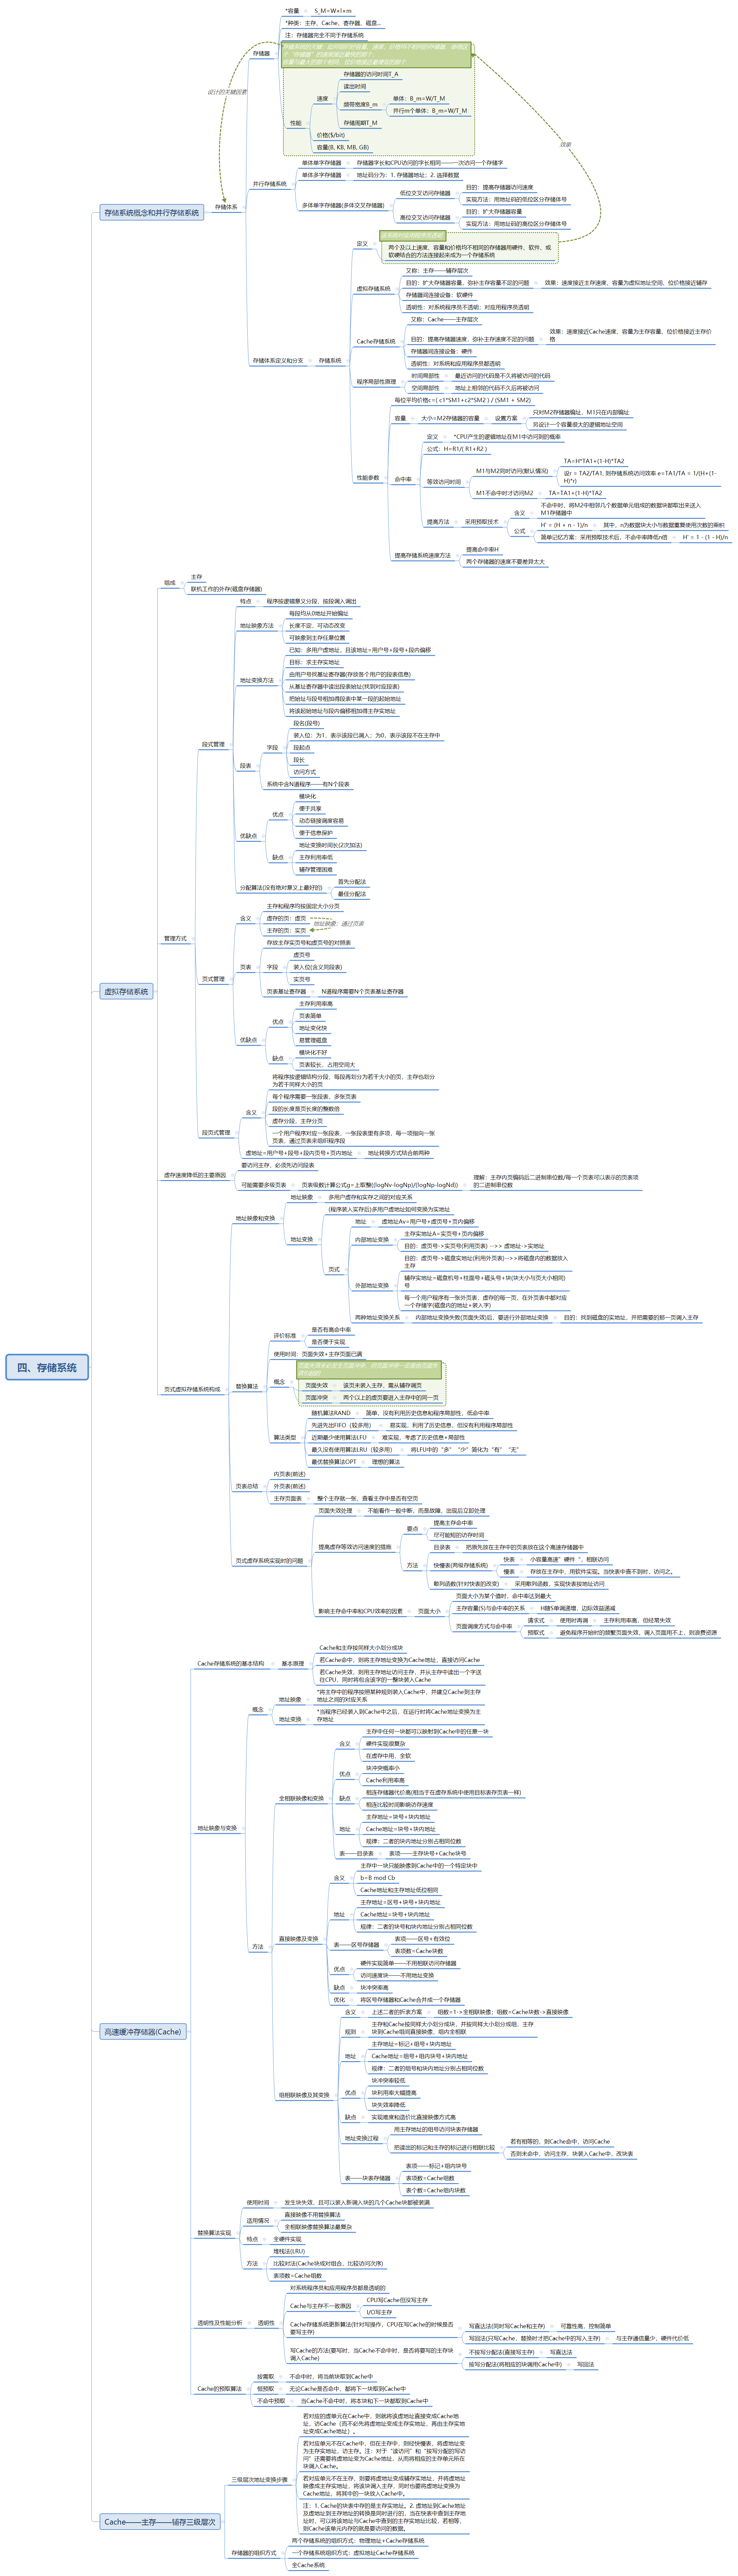 *容量
S_M=W×l×m
*种类：主存、Cache、寄存器、磁盘...
注：存储器完全不同于存储系统
存储器
存储器的访问时间T_A
读出时间
速度
频带宽度B_m
单体：B_m=W/T_M
并行m个单体：B_m=W/T_M
存储周期T_M
性能
价格($/bit)
容量(B, KB, MB, GB)
设计的关键因素
效果
存储体系
存储系统概念和并行存储系统
并行存储系统
单体单字存储器
存储器字长和CPU访问的字长相同——一次访问一个存储字
单体多字存储器
地址码分为：1. 存储器地址；2. 选择数据
多体单字存储器(多体交叉存储器)
低位交叉访问存储器
目的：提高存储器访问速度
实现方法：用地址码的低位区分存储体号
高位交叉访问存储器
目的：扩大存储器容量
实现方法：用地址码的高位区分存储体号
定义
两个及以上速度、容量和价格均不相同的存储器用硬件、软件、或
软硬结合的方法连接起来成为一个存储系统
虚拟存储系统
又称：主存——辅存层次
目的：扩大存储器容量，弥补主存容量不足的问题
效果：速度接近主存速度，容量为虚拟地址空间，位价格接近辅存
存储器间连接设备：软硬件
透明性：对系统程序员不透明；对应用程序员透明
Cache存储系统
又称：Cache——主存层次
目的：提高存储器速度，弥补主存速度不足的问题
效果：速度接近Cache速度，容量为主存容量，位价格接近主存价
格
存储器间连接设备：硬件
透明性：对系统和应用程序员都透明
存储体系定义和分支
存储系统
程序局部性原理
时间局部性
最近访问的代码是不久将被访问的代码
空间局部性
地址上相邻的代码不久后将被访问
性能参数
每位平均价格c=( c1*SM1+c2*SM2 ) / (SM1 + SM2)
容量
大小=M2存储器的容量
设置方案
只对M2存储器编址，M1只在内部编址
另设计一个容量很大的逻辑地址空间
命中率
定义
*CPU产生的逻辑地址在M1中访问到的概率
公式：H=R1/( R1+R2 )
等效访问时间
M1与M2同时访问(默认情况)
TA=H*TA1+(1-H)*TA2
设r = TA2/TA1, 则存储系统访问效率 e=TA1/TA = 1/(H+(1-
H)*r)
M1不命中时才访问M2
TA=TA1+(1-H)*TA2
提高方法
采用预取技术
含义
不命中时，将M2中相邻几个数据单元组成的数据块都取出来送入
M1存储器中
公式
H' = (H + n - 1)/n
其中，n为数据块大小与数据重复使用次数的乘积
简单记忆方案：采用预取技术后，不命中率降低n倍
H' = 1 - (1 - H)/n
提高存储系统速度方法
提高命中率H
两个存储器的速度不要差异太大
组成
主存
联机工作的外存(磁盘存储器)
特点
程序按逻辑意义分段，按段调入调出
地址映象方法
每段均从0地址开始编址
长度不定，可动态改变
可映象到主存任意位置
地址变换方法
已知：多用户虚地址，且该地址=用户号+段号+段内偏移
目标：求主存实地址
由用户号找基址寄存器(存放各个用户的段表信息)
从基址寄存器中读出段表始址(找到对应段表)
把始址与段号相加得段表中某一段的起始地址
将该起始地址与段内偏移相加得主存实地址
段式管理
段表
字段
段名(段号)
装入位：为1，表示该段已调入；为0，表示该段不在主存中
段起点
段长
访问方式
系统中含N道程序——有N个段表
优缺点
优点
模块化
便于共享
动态链接调度容易
便于信息保护
缺点
地址变换时间长(2次加法)
主存利用率低
辅存管理困难
分配算法(没有绝对意义上最好的)
首先分配法
最佳分配法
管理方式
虚拟存储系统
含义
主存和程序均按固定大小分页
虚存的页：虚页
主存的页：实页
地址映象：通过页表
页式管理
页表
存放主存实页号和虚页号的对照表
字段
虚页号
装入位(含义同段表)
实页号
页表基址寄存器
N道程序需要N个页表基址寄存器
优缺点
优点
主存利用率高
页表简单
地址变化快
易管理磁盘
缺点
模块化不好
页表较长，占用空间大
段页式管理
含义
将程序按逻辑结构分段，每段再划分为若干大小的页，主存也划分
为若干同样大小的页
每个程序需要一张段表，多张页表
段的长度是页长度的整数倍
虚存分段，主存分页
一个用户程序对应一张段表，一张段表里有多项，每一项指向一张
页表，通过页表来组织程序段
虚地址=用户号+段号+段内页号+页内地址
地址转换方式结合前两种
虚存速度降低的主要原因
要访问主存，必须先访问段表
可能需要多级页表
页表级数计算公式g=上取整((logNv-logNp)/(logNp-logNd))
理解：主存内页编码后二进制串位数/每一个页表可以表示的页表项
的二进制串位数
地址映象和变换
地址映象
多用户虚存和实存之间的对应关系
地址变换
(程序装入实存后)多用户虚地址如何变换为实地址
页式
地址
虚地址Av=用户号+虚页号+页内偏移
内部地址变换
主存实地址A=实页号+页内偏移
目的：虚页号->实页号(利用页表) -->> 虚地址->实地址
外部地址变换
目的：虚页号->磁盘实地址(利用外页表)-->>将磁盘内的数据放入
主存
辅存实地址=磁盘机号+柱面号+磁头号+块(块大小与页大小相同)
号
每一个用户程序有一张外页表，虚存的每一页，在外页表中都对应
一个存储字(磁盘内的地址+装入字)
两种地址变换关系
内部地址变换失败(页面失效)后，要进行外部地址变换
目的：找到磁盘的实地址，并把需要的那一页调入主存
四、存储系统
评价标准
是否有高命中率
是否便于实现
使用时间：页面失效+主存页面已满
页式虚拟存储系统构成
替换算法
概念
页面失效
该页未装入主存，需从辅存调页
页面冲突
两个以上的虚页要进入主存中的同一页
算法类型
随机算法RAND
简单，没有利用历史信息和程序局部性，低命中率
先进先出FIFO（较多用）
易实现，利用了历史信息，但没有利用程序局部性
近期最少使用算法LFU
难实现，考虑了历史信息+局部性
最久没有使用算法LRU（较多用）
将LFU中的“多”“少”简化为“有”“无”
最优替换算法OPT
理想的算法
页表总结
内页表(前述)
外页表(前述)
主存页面表
整个主存就一张，查看主存中是否有空页
页式虚存系统实现时的问题
页面失效处理
不能看作一般中断，而是故障，出现后立即处理
提高虚存等效访问速度的措施
要点
提高主存命中率
尽可能短的访存时间
方法
目录表
把原先放在主存中的页表放在这个高速存储器中
快慢表(两级存储系统)
快表
小容量高速”硬件“，相联访问
慢表
存放在主存中，用软件实现。当快表中查不到时，访问之。
散列函数(针对快表的改变)
采用散列函数，实现快表按地址访问
影响主存命中率和CPU效率的因素
页面大小
页面大小为某个值时，命中率达到最大
主存容量(S)与命中率的关系
H随S单调递增，边际效益递减
页面调度方式与命中率
请求式
使用时再调
主存利用率高，但经常失效
预取式
避免程序开始时的频繁页面失效，调入页面用不上，则浪费资源
Cache存储系统的基本结构
基本原理
Cache和主存按同样大小划分成块
若Cache命中，则将主存地址变换为Cache地址，直接访问Cache
若Cache失效，则用主存地址访问主存，并从主存中读出一个字送
往CPU，同时将包含该字的一整块装入Cache
概念
地址映象
*将主存中的程序按照某种规则装入Cache中，并建立Cache到主存
地址之间的对应关系
地址变换
*当程序已经装入到Cache中之后，在运行时将Cache地址变换为主
存地址
全相联映像和变换
含义
主存中任何一块都可以映射到Cache中的任意一块
硬件实现很复杂
在虚存中用，全软
优点
块冲突概率小
Cache利用率高
缺点
相连存储器代价高(相当于在虚存系统中使用目标表存页表一样)
相连比较时间影响访存速度
地址
主存地址=块号+块内地址
Cache地址=块号+块内地址
规律：二者的块内地址分别占相同位数
表——目录表
表项——主存块号+Cache块号
地址映象与变换
方法
直接映像及变换
含义
主存中一块只能映像到Cache中的一个特定块中
b=B mod Cb
Cache地址和主存地址低位相同
地址
主存地址=区号+块号+块内地址
Cache地址=块号+块内地址
规律：二者的块号和块内地址分别占相同位数
表——区号存储器
表项——区号+有效位
表项数=Cache块数
优点
硬件实现简单——不用相联访问存储器
访问速度块——不用地址变换
缺点
块冲突率高
优化
将区号存储器和Cache合并成一个存储器
高速缓冲存储器(Cache)
组相联映像及其变换
含义
上述二者的折衷方案
组数=1->全相联映像；组数=Cache块数->直接映像
规则
主存和Cache按同样大小划分成块，并按同样大小划分成组，主存
块到Cache组间直接映像，组内全相联
地址
主存地址=标记+组号+块内地址
Cache地址=组号+组内块号+块内地址
规律：二者的组号和块内地址分别占相同位数
优点
块冲突率较低
块利用率大幅提高
块失效率降低
缺点
实现难度和造价比直接映像方式高
地址变换过程
用主存地址的组号访问块表存储器
把读出的标记和主存的标记进行相联比较
若有相等的，则Cache命中，访问Cache
否则未命中，访问主存，块装入Cache中，改块表
表——块表存储器
表项——标记+组内块号
表项数=Cache组数
表个数=Cache组内块数
替换算法实现
使用时间
发生块失效，且可以装入新调入块的几个Cache块都被装满
适用情况
直接映像不用替换算法
全相联映像替换算法最复杂
特点
全硬件实现
方法
堆栈法(LRU)
比较对法(Cache块成对组合，比较访问次序)
表项数=Cache组数
透明性及性能分析
透明性
对系统程序员和应用程序员都是透明的
Cache与主存不一致原因
CPU写Cache但没写主存
I/O写主存
Cache存储系统更新算法(针对写操作，CPU在写Cache的时候是否
要写主存)
写直达法(同时写Cache和主存)
可靠性高，控制简单
写回法(只写Cache，替换时才把Cache中的写入主存)
与主存通信量少，硬件代价低
写Cache的方法(要写时，当Cache不命中时，是否将要写的主存块
调入Cache)
不按写分配法(直接写主存)
写直达法
按写分配法(将相应的块调用Cache中)
写回法
Cache的预取算法
按需取
不命中时，将当前块取到Cache中
恒预取
无论Cache是否命中，都将下一块取到Cache中
不命中预取
当Cache不命中时，将本块和下一块都取到Cache中
三级层次地址变换步骤
若对应的虚单元在Cache中，则就将该虚地址直接变成Cache地
址，访Cache（而不必先将虚地址变成主存实地址，再由主存实地
址变成Cache地址）。
若对应单元不在Cache中，但在主存中，则经快慢表，将虚地址变
为主存实地址，访主存。注：对于“读访问”和“按写分配的写访
问”还需要将虚地址变为Cache地址，从而将相应的主存单元所在
块调入Cache。
若对应单元不在主存，则要将虚地址变成辅存实地址，并将虚地址
映像成主存实地址，将该块调入主存，同时也要将虚地址变换为
Cache地址，将其中的一块放入Cache中。
注：1. Cache的块表中存的是主存实地址。2. 虚地址到Cache地址
及虚地址到主存地址的转换是同时进行的，当在快表中查到主存地
址时，可以将该地址与Cache中查到的主存实地址比较，若相等，
则Cache该单元内存的就是要访问的数据。
Cache——主存——辅存三级层次
存储器的组织方式
两个存储系统的组织方式：物理地址+Cache存储系统
一个存储系统组织方式：虚拟地址Cache存储系统
全Cache系统